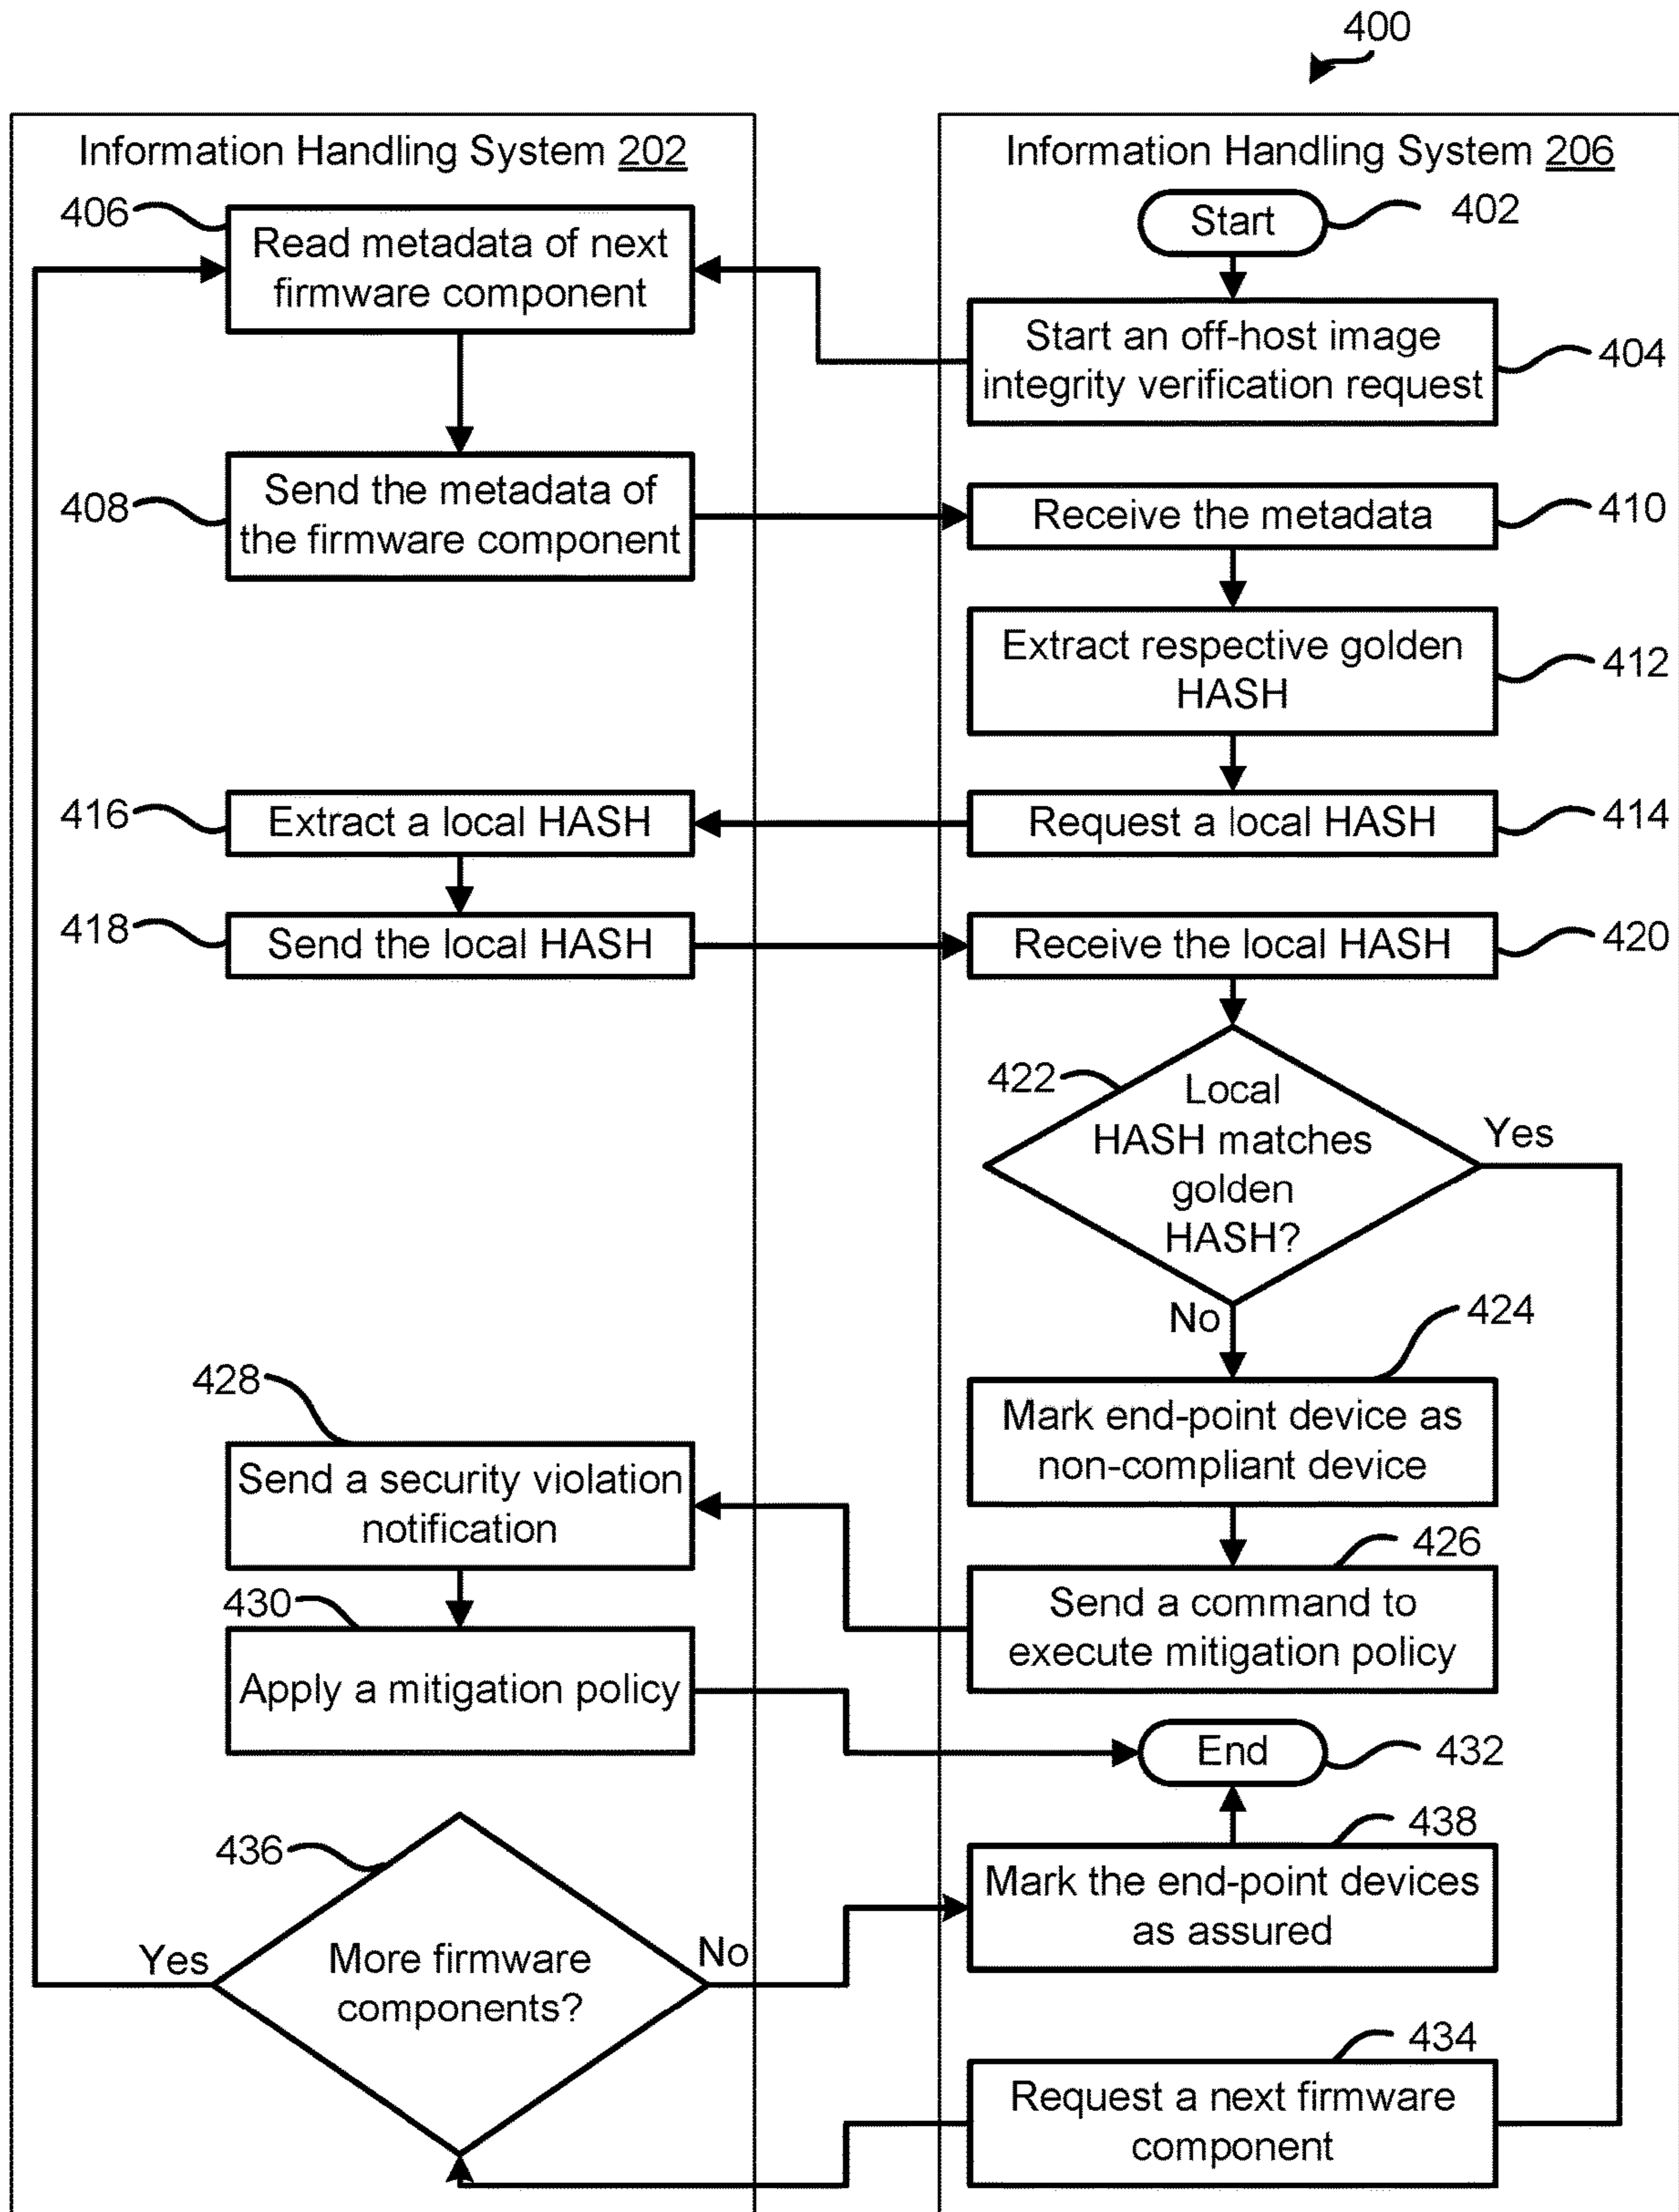 400
Information Handling System 202
Information Handling System 206
406
Read metadata of next
firmware component
Start
402
Start an off-host image
integrity verification request
404
408
Send the metadata of
the firmware component
Receive the metadata
410
Extract respective golden
HASH
412
416
Extract a local HASH
Request a local HASH
414
418
Send the local HASH
Receive the local HASH
420
422
Local
HASH matches
golden
HASH?
Yes
No
424
Mark end-point device as
non-compliant device
428
Send a security violation
notification
426
Send a command to
execute mitigation policy
430
Apply a mitigation policy
End
432
436
More firmware
components?
Yes
No
438
Mark the end-point devices
as assured
434
Request a next firmware
component